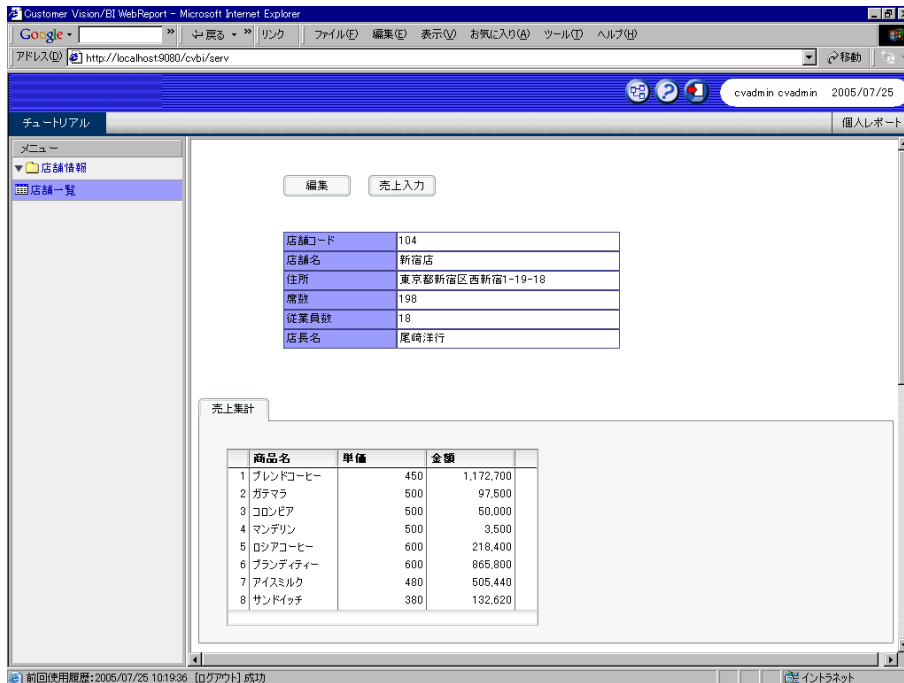 Customer Vision/BI WebReport - Microsoft Internet Explorer
Google 戻る リンク ファイル(F) 編集(E) 表示(V) お気に入り(A) ツール(T) ヘルプ(H)
アドレス(D) http://localhost:9080/cvbi/serv 移動
cvadmin cvadmin 2005/07/25
チュートリアル 個人レポート
メニュー
店舗情報
店舗一覧
編集 売上入力
店舗コード 104
店舗名 新宿店
住所 東京都新宿区西新宿1-19-18
席数 198
従業員数 18
店長名 尾崎洋行
売上集計
商品名 単価 金額
1 ブレンドコーヒー 450 1,172,700
2 ガテマラ 500 97,500
3 コロンビア 500 50,000
4 マンデリン 500 3,500
5 ロシアコーヒー 600 218,400
6 ブランディティー 600 865,800
7 アイスミルク 480 505,440
8 サンドイッチ 380 132,620
前回使用履歴:2005/07/25 10:19:36 [ログアウト] 成功 イントラネット